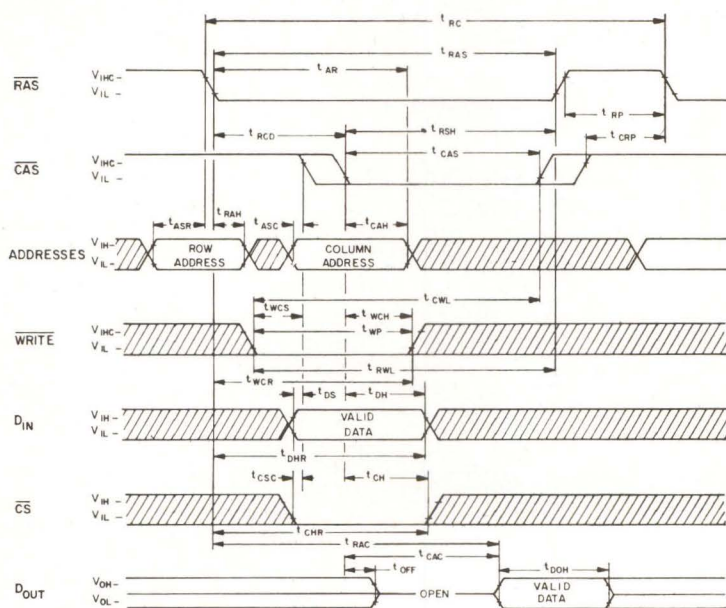 t RC
t RAS
t AR
RAS
V IHC –
V IL –
t RP
t RCD
t RSH
t CRP
t CAS
CAS
V IHC –
V IL –
t ASR
t RAH
t ASC
t CAH
ADDRESSES
V IH –
V IL –
ROW
ADDRESS
COLUMN
ADDRESS
t CWL
t WCS
t WCH
WRITE
V IHC –
V IL –
t WP
t RWL
t WCR
t DS
t DH
D IN
V IH –
V IL –
VALID
DATA
t DHR
t CSC
t CH
CS
V IH –
V IL –
t CHR
t RAC
t CAC
t OFF
t DOH
D OUT
V OH –
V OL –
OPEN
VALID
DATA